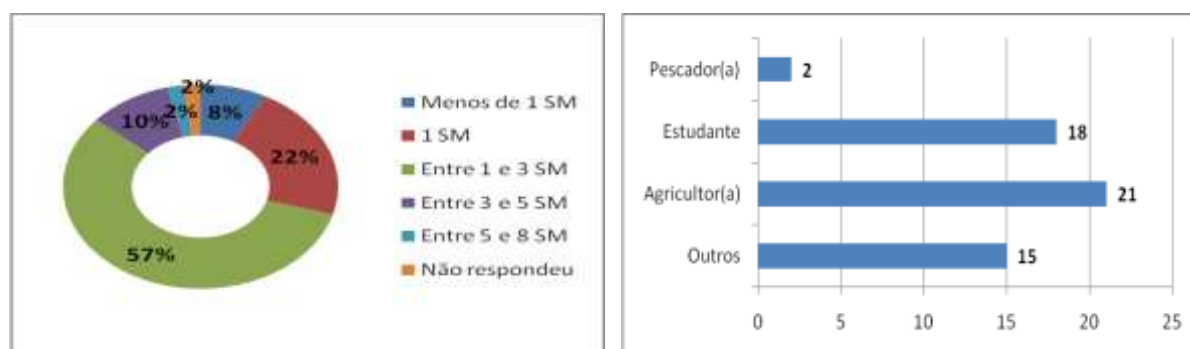 2%
2%
8%
10%
22%
57%
Menos de 1 SM
1 SM
Entre 1 e 3 SM
Entre 3 e 5 SM
Entre 5 e 8 SM
Não respondeu
Pescador(a) 2
Estudante 18
Agricultor(a) 21
Outros 15
0 5 10 15 20 25